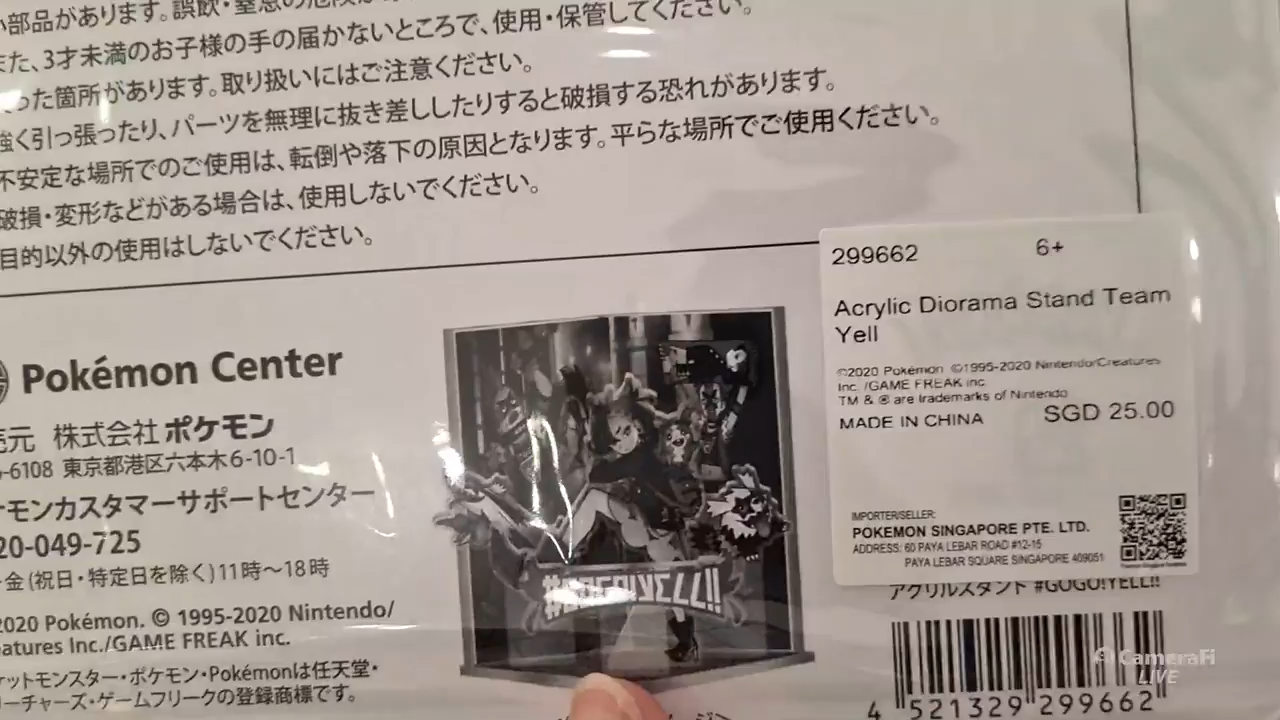 い部品があります。誤飲・窒息の危険が
また、3才未満のお子様の手の届かないところで、使用・保管してください。
った箇所があります。取り扱いにはご注意ください。
強く引っ張ったり、パーツを無理に抜き差ししたりすると破損する恐れがあります。
不安定な場所でのご使用は、転倒や落下の原因となります。平らな場所でご使用ください。
破損・変形などがある場合は、使用しないでください。
目的以外の使用はしないでください。
Pokémon Center
売元 株式会社ポケモン
-6108 東京都港区六本木6-10-1
ケモンカスタマーサポートセンター
20-049-725
金(祝日・特定日を除く)11時〜18時
2020 Pokémon. © 1995-2020 Nintendo/
eatures Inc./GAME FREAK inc.
ケットモンスター・ポケモン・Pokémonは任天堂・
リーチャーズ・ゲームフリークの登録商標です。
#GOGO!YELL!!
299662 6+
Acrylic Diorama Stand Team
Yell
©2020 Pokémon ©1995-2020 Nintendo/Creatures
Inc. /GAME FREAK inc.
TM & ® are trademarks of Nintendo
MADE IN CHINA SGD 25.00
IMPORTER/SELLER:
POKEMON SINGAPORE PTE. LTD.
ADDRESS: 60 PAYA LEBAR ROAD #12-15
PAYA LEBAR SQUARE SINGAPORE 409051
アクリルスタンド #GOGO!YELL!!
4 521329 299662
CameraFi
LIVE